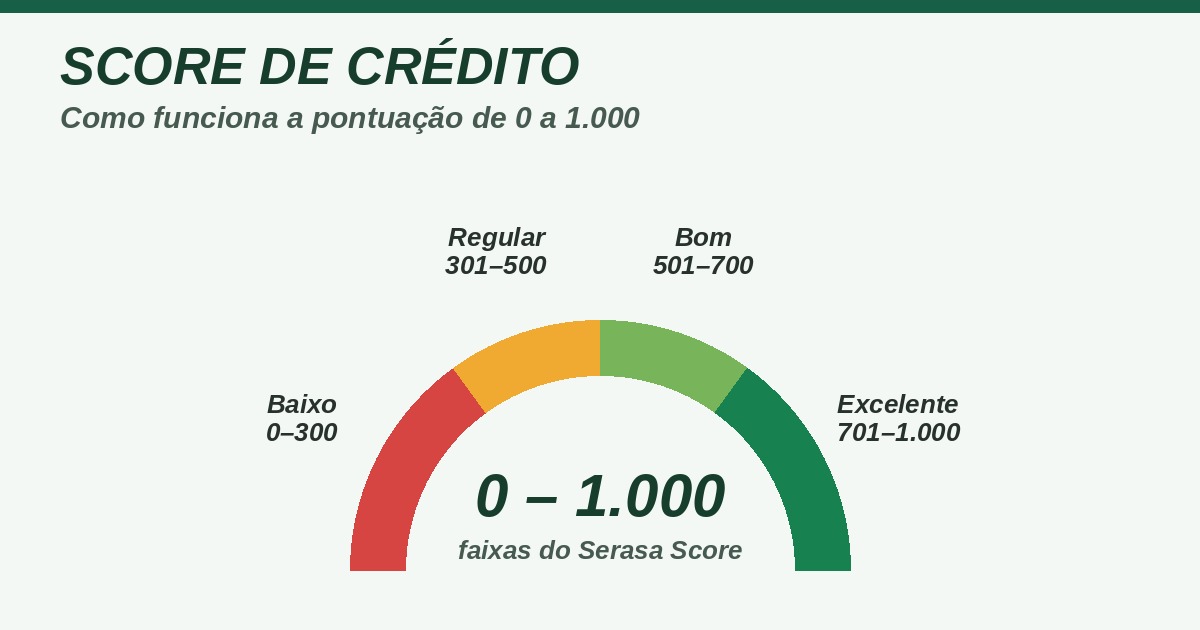 SCORE DE CRÉDITO
Como funciona a pontuação de 0 a 1.000
Regular
301–500
Bom
501–700
Baixo
0–300
Excelente
701–1.000
0 – 1.000
faixas do Serasa Score